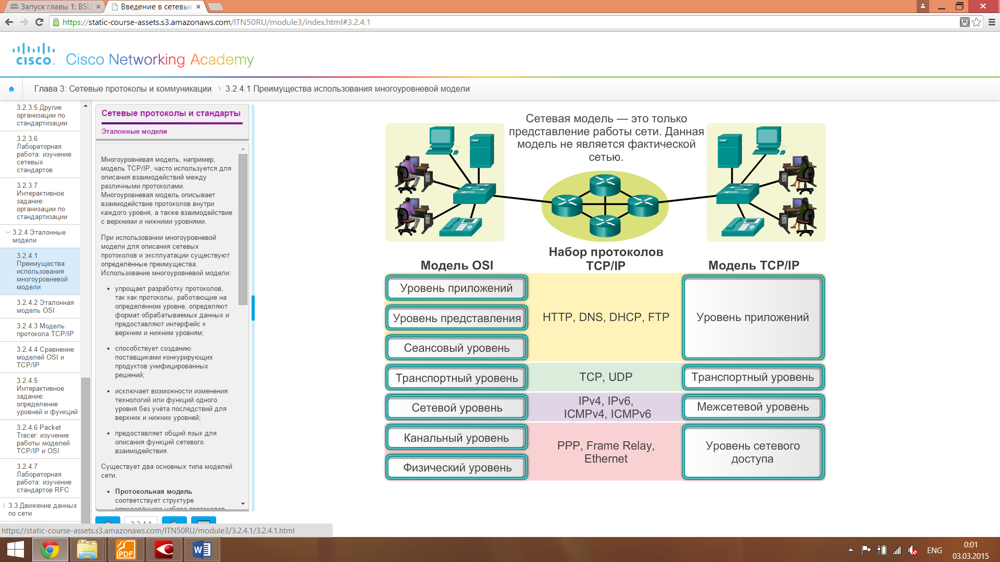 Запуск главы 1: BSU
Введение в сетевые
https://static-course-assets.s3.amazonaws.com/ITN50RU/module3/index.html#3.2.4.1
cisco
Cisco Networking Academy
Глава 3: Сетевые протоколы и коммуникации
3.2.4.1 Преимущества использования многоуровневой модели
3.2.3.5 Другие
организации по
стандартизации
3.2.3.6
Лабораторная
работа: изучение
сетевых
стандартов
3.2.3.7
Интерактивное
задание:
организации по
стандартизации
3.2.4 Эталонные
модели
3.2.4.1
Преимущества
использования
многоуровневой
модели
3.2.4.2 Эталонная
модель OSI
3.2.4.3 Модель
протокола TCP/IP
3.2.4.4 Сравнение
моделей OSI и
TCP/IP
3.2.4.5
Интерактивное
задание:
определение
уровней и функций
3.2.4.6 Packet
Tracer: изучение
работы моделей
TCP/IP и OSI
3.2.4.7
Лабораторная
работа: изучение
стандартов RFC
3.3 Движение данных
по сети
Сетевые протоколы и стандарты
Эталонные модели
Многоуровневая модель, например,
модель TCP/IP, часто используется для
описания взаимодействий между
различными протоколами.
Многоуровневая модель описывает
взаимодействие протоколов внутри
каждого уровня, а также взаимодействие
с верхними и нижними уровнями.
При использовании многоуровневой
модели для описания сетевых
протоколов и эксплуатации существуют
определённые преимущества.
Использование многоуровневой модели:
• упрощает разработку протоколов,
так как протоколы, работающие на
определённом уровне, определяют
формат обрабатываемых данных и
предоставляют интерфейс к
верхним и нижним уровням;
• способствует созданию
поставщиками конкурирующих
продуктов унифицированных
решений;
• исключает возможности изменения
технологий или функций одного
уровня без учёта последствий для
верхних и нижних уровней;
• предоставляет общий язык для
описания функций сетевого
взаимодействия.
Существует два основных типа моделей
сети.
• Протокольная модель
соответствует структуре
определённого набора протоколов.
3.2.4.1
Сетевая модель — это только
представление работы сети. Данная
модель не является фактической
сетью.
IP
IP
Модель OSI
Набор протоколов
TCP/IP
Модель TCP/IP
Уровень приложений
Уровень представления
Сеансовый уровень
HTTP, DNS, DHCP, FTP
Уровень приложений
Транспортный уровень
TCP, UDP
Транспортный уровень
Сетевой уровень
IPv4, IPv6,
ICMPv4, ICMPv6
Межсетевой уровень
Канальный уровень
Физический уровень
PPP, Frame Relay,
Ethernet
Уровень сетевого
доступа
https://static-course-assets.s3.amazonaws.com/ITN50RU/module3/3.2.4.1/3.2.4.1.html
PDF
ENG
0:01
03.03.2015